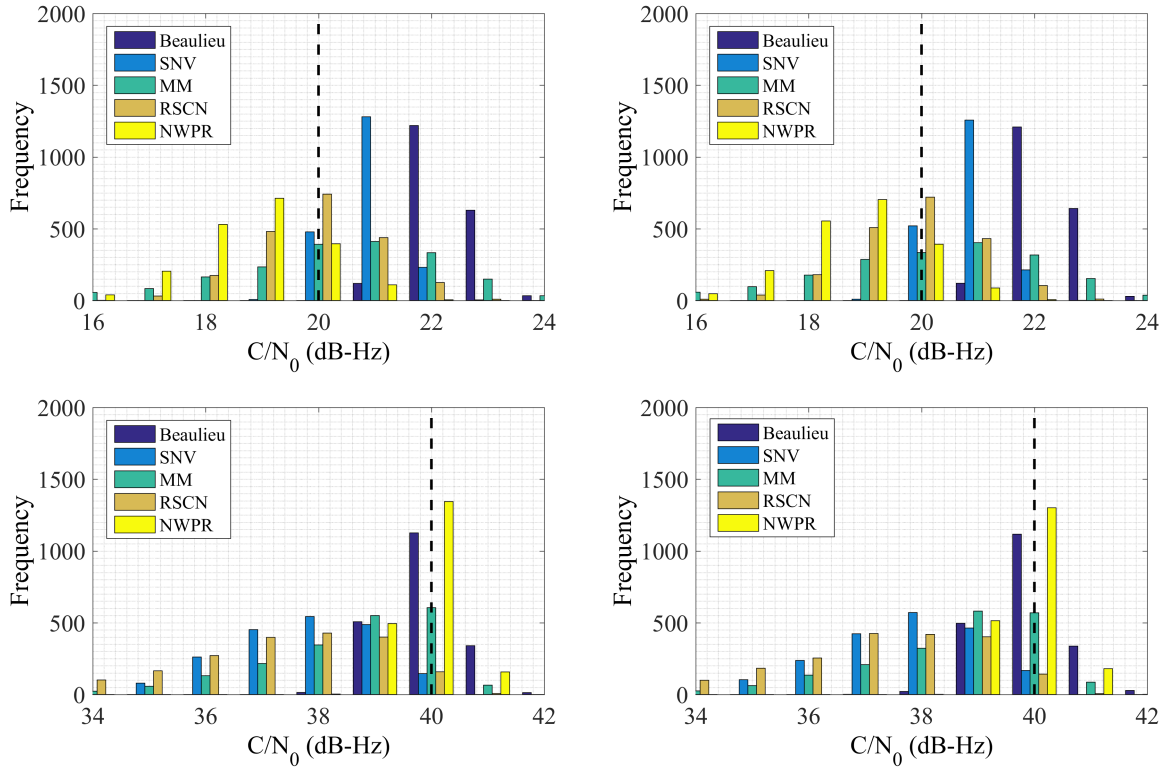 2000
1500
1000
500
0
Frequency
Beaulieu
SNV
MM
RSCN
NWPR
16 18 20 22 24
C/N0 (dB-Hz)
2000
1500
1000
500
0
Frequency
Beaulieu
SNV
MM
RSCN
NWPR
16 18 20 22 24
C/N0 (dB-Hz)
2000
1500
1000
500
0
Frequency
Beaulieu
SNV
MM
RSCN
NWPR
34 36 38 40 42
C/N0 (dB-Hz)
2000
1500
1000
500
0
Frequency
Beaulieu
SNV
MM
RSCN
NWPR
34 36 38 40 42
C/N0 (dB-Hz)